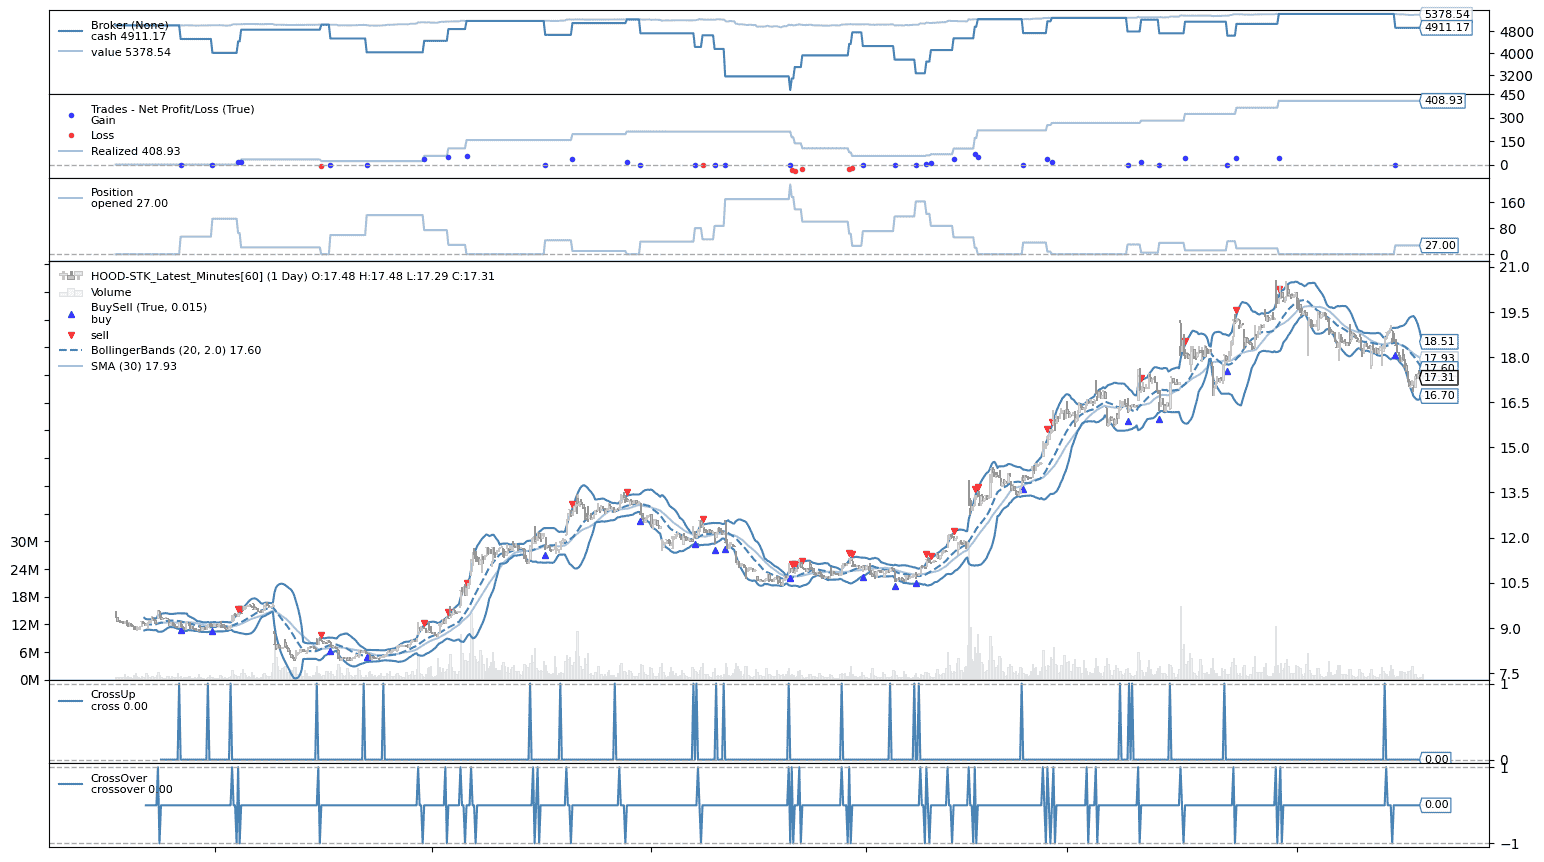 Broker (None)
cash 4911.17
value 5378.54
5378.54
4911.17
4800
4000
3200
Trades - Net Profit/Loss (True)
Gain
Loss
Realized 408.93
450
408.93
300
150
0
Position
opened 27.00
160
80
27.00
0
HOOD-STK_Latest_Minutes[60] (1 Day) O:17.48 H:17.48 L:17.29 C:17.31
Volume
BuySell (True, 0.015)
buy
sell
BollingerBands (20, 2.0) 17.60
SMA (30) 17.93
21.0
19.5
18.51
18.0
17.93
17.60
17.31
16.70
16.5
15.0
13.5
12.0
10.5
9.0
7.5
30M
24M
18M
12M
6M
0M
CrossUp
cross 0.00
1
0.00
0
CrossOver
crossover 0.00
1
0.00
−1